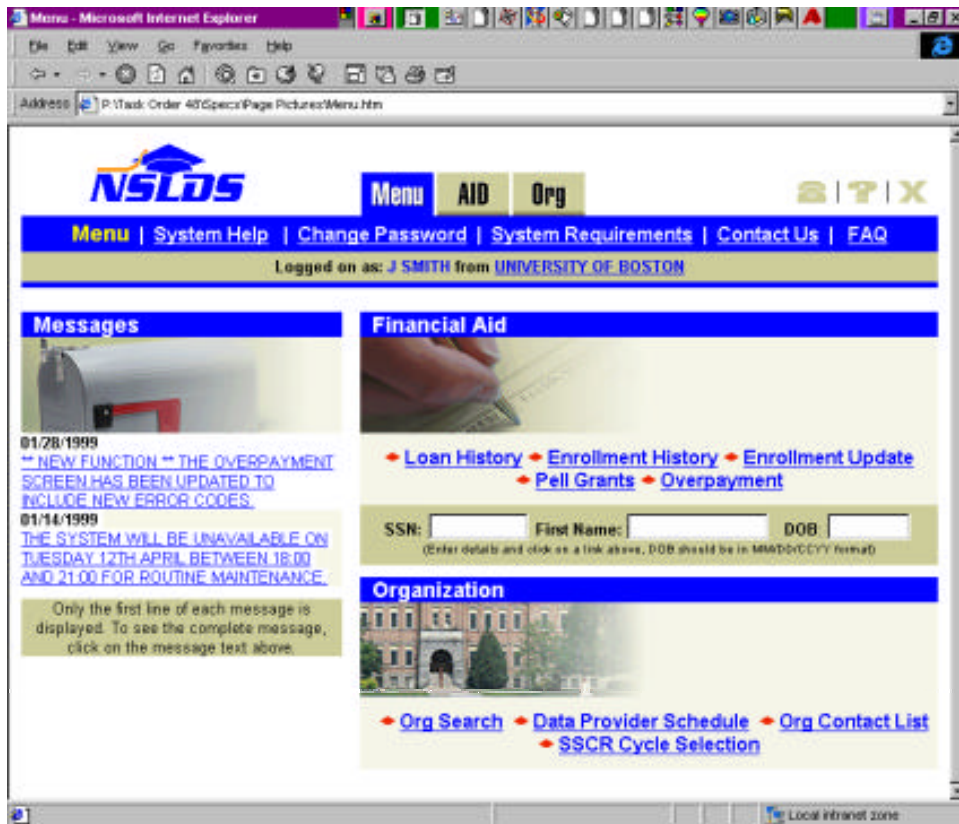 Menu - Microsoft Internet Explorer
File Edit View Go Favorites Help
Address P:\Task Order 48\Specs\Page Pictures\Menu.htm
NSLDS
Menu AID Org
? | X
Menu | System Help | Change Password | System Requirements | Contact Us | FAQ
Logged on as: J SMITH from UNIVERSITY OF BOSTON
Messages
01/28/1999
** NEW FUNCTION ** THE OVERPAYMENT
SCREEN HAS BEEN UPDATED TO
INCLUDE NEW ERROR CODES.
01/14/1999
THE SYSTEM WILL BE UNAVAILABLE ON
TUESDAY 12TH APRIL BETWEEN 18:00
AND 21:00 FOR ROUTINE MAINTENANCE.
Only the first line of each message is
displayed. To see the complete message,
click on the message text above.
Financial Aid
Loan History Enrollment History Enrollment Update
Pell Grants Overpayment
SSN: First Name: DOB:
(Enter details and click on a link above, DOB should be in MM/DD/CCYY format)
Organization
Org Search Data Provider Schedule Org Contact List
SSCR Cycle Selection
Local intranet zone